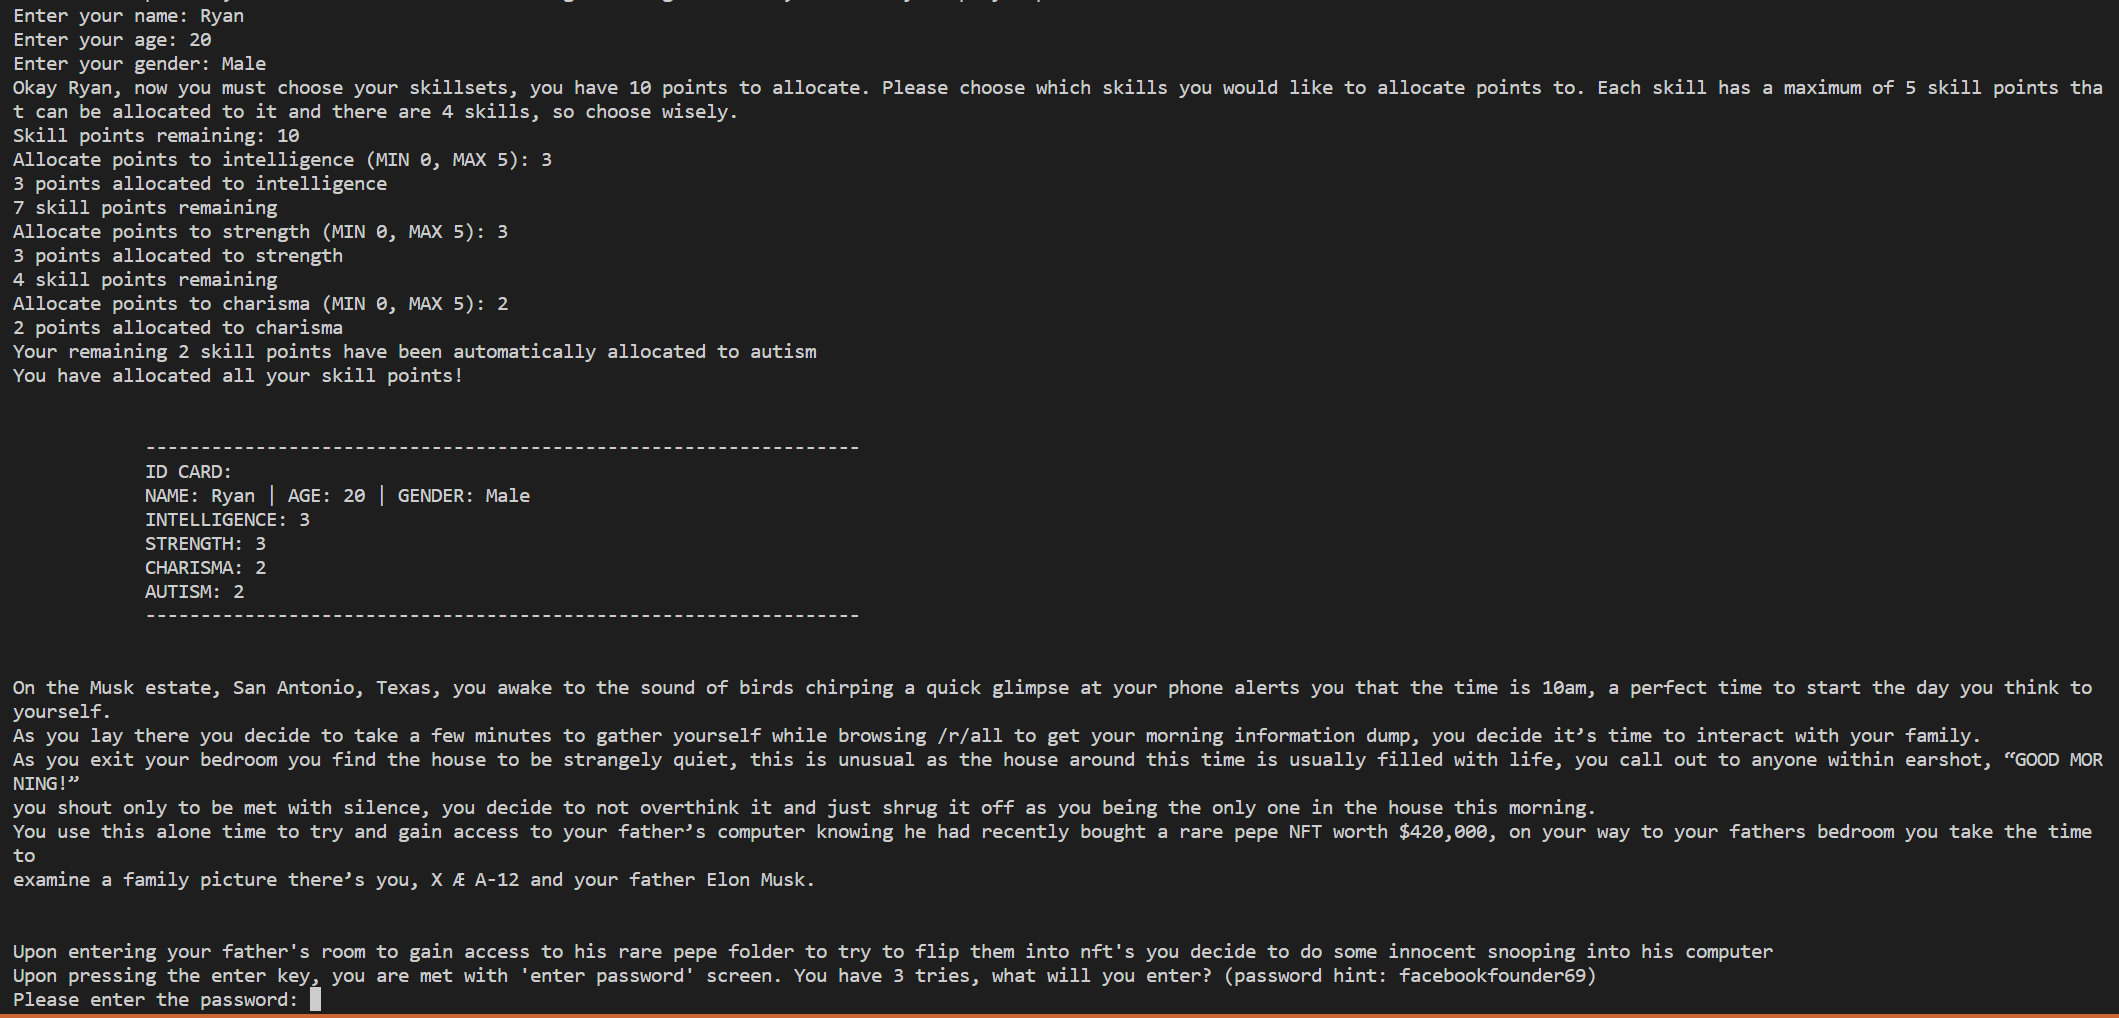 Enter your name: Ryan
Enter your age: 20
Enter your gender: Male
Okay Ryan, now you must choose your skillsets, you have 10 points to allocate. Please choose which skills you would like to allocate points to. Each skill has a maximum of 5 skill points tha
t can be allocated to it and there are 4 skills, so choose wisely.
Skill points remaining: 10
Allocate points to intelligence (MIN 0, MAX 5): 3
3 points allocated to intelligence
7 skill points remaining
Allocate points to strength (MIN 0, MAX 5): 3
3 points allocated to strength
4 skill points remaining
Allocate points to charisma (MIN 0, MAX 5): 2
2 points allocated to charisma
Your remaining 2 skill points have been automatically allocated to autism
You have allocated all your skill points!
-----------------------------------------------------------------
ID CARD:
NAME: Ryan | AGE: 20 | GENDER: Male
INTELLIGENCE: 3
STRENGTH: 3
CHARISMA: 2
AUTISM: 2
-----------------------------------------------------------------
On the Musk estate, San Antonio, Texas, you awake to the sound of birds chirping a quick glimpse at your phone alerts you that the time is 10am, a perfect time to start the day you think to
yourself.
As you lay there you decide to take a few minutes to gather yourself while browsing /r/all to get your morning information dump, you decide it’s time to interact with your family.
As you exit your bedroom you find the house to be strangely quiet, this is unusual as the house around this time is usually filled with life, you call out to anyone within earshot, “GOOD MOR
NING!”
you shout only to be met with silence, you decide to not overthink it and just shrug it off as you being the only one in the house this morning.
You use this alone time to try and gain access to your father’s computer knowing he had recently bought a rare pepe NFT worth $420,000, on your way to your fathers bedroom you take the time
to
examine a family picture there’s you, X Æ A-12 and your father Elon Musk.
Upon entering your father's room to gain access to his rare pepe folder to try to flip them into nft's you decide to do some innocent snooping into his computer
Upon pressing the enter key, you are met with 'enter password' screen. You have 3 tries, what will you enter? (password hint: facebookfounder69)
Please enter the password: